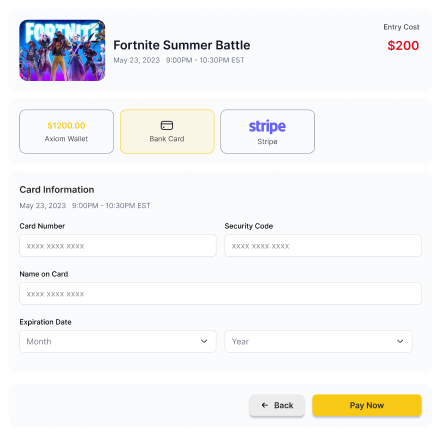 FORTNITE
Entry Cost
Fortnite Summer Battle
$200
May 23, 2023 9:00PM - 10:30PM EST
$1200.00
Axiom Wallet
Bank Card
stripe
Stripe
Card Information
May 23, 2023 9:00PM - 10:30PM EST
Card Number
Security Code
xxxx xxxx xxxx
xxxx xxxx xxxx
Name on Card
xxxx xxxx xxxx
Expiration Date
Month
Year
Back
Pay Now